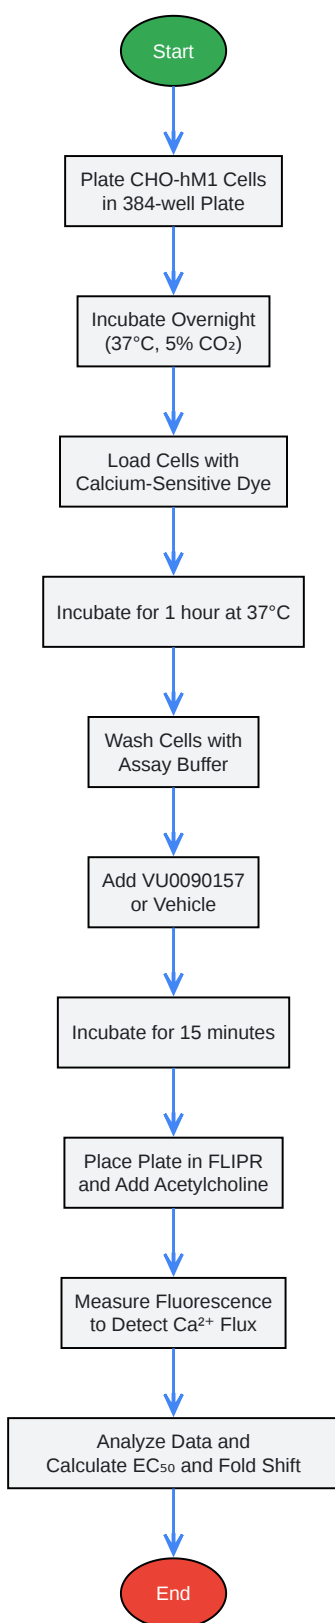 Start
Plate CHO-hM1 Cells
in 384-well Plate
Incubate Overnight
(37°C, 5% CO₂)
Load Cells with
Calcium-Sensitive Dye
Incubate for 1 hour at 37°C
Wash Cells with
Assay Buffer
Add VU0090157
or Vehicle
Incubate for 15 minutes
Place Plate in FLIPR
and Add Acetylcholine
Measure Fluorescence
to Detect Ca²⁺ Flux
Analyze Data and
Calculate EC₅₀ and Fold Shift
End